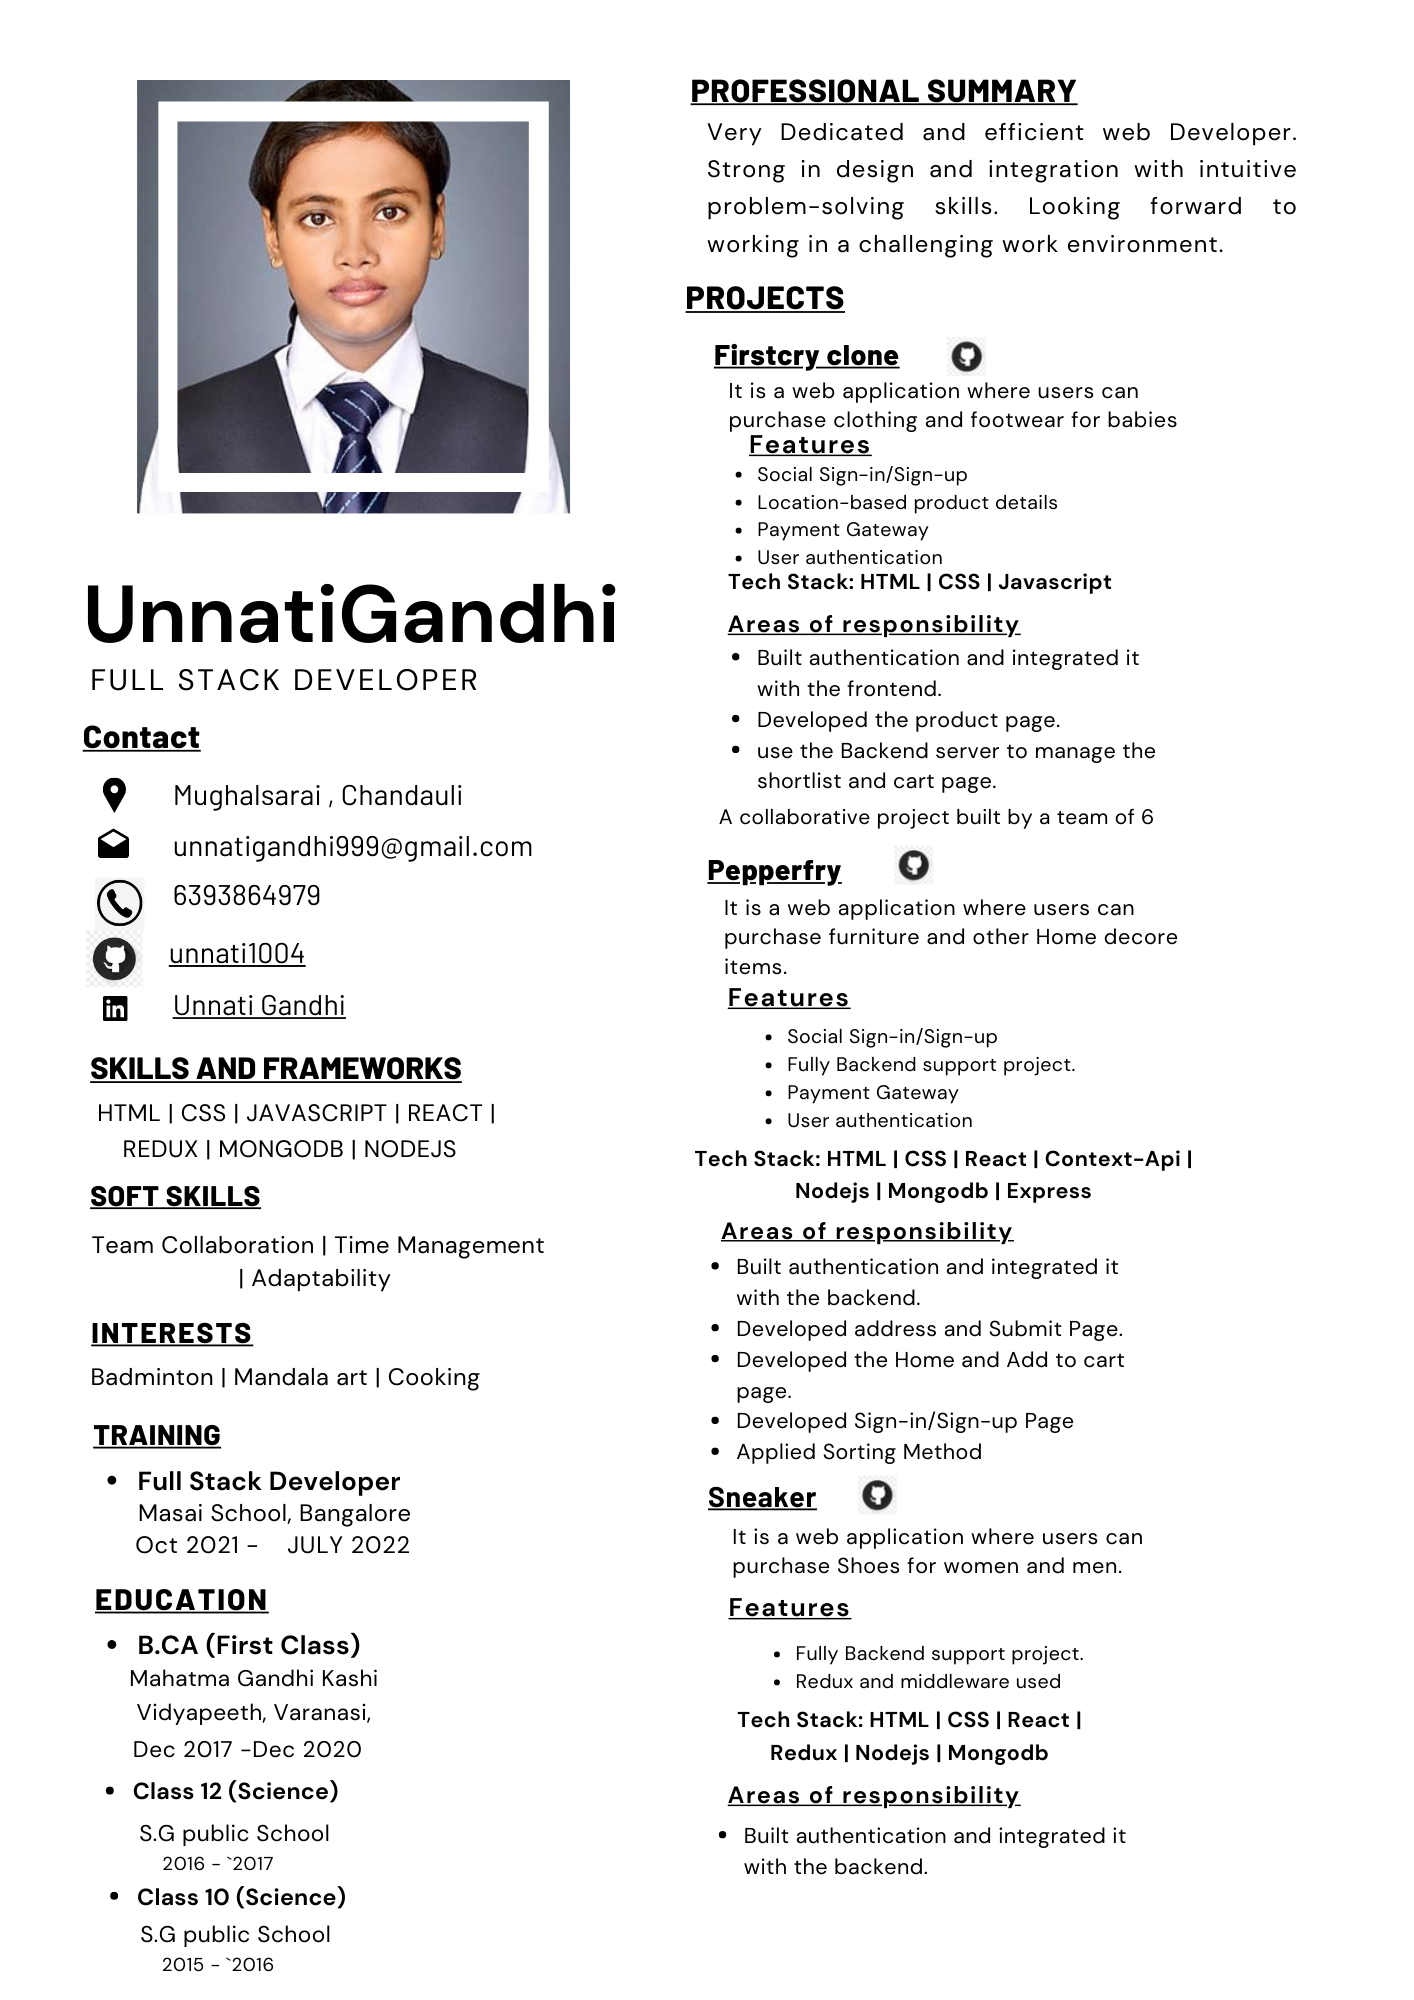 UnnatiGandhi
FULL STACK DEVELOPER
Contact
Mughalsarai , Chandauli
unnatigandhi999@gmail.com
6393864979
unnati1004
Unnati Gandhi
SKILLS AND FRAMEWORKS
HTML | CSS | JAVASCRIPT | REACT |
REDUX | MONGODB | NODEJS
SOFT SKILLS
Team Collaboration | Time Management
| Adaptability
INTERESTS
Badminton | Mandala art | Cooking
TRAINING
• Full Stack Developer
Masai School, Bangalore
Oct 2021 - JULY 2022
EDUCATION
• B.CA (First Class)
Mahatma Gandhi Kashi
Vidyapeeth, Varanasi,
Dec 2017 -Dec 2020
• Class 12 (Science)
S.G public School
2016 - `2017
• Class 10 (Science)
S.G public School
2015 - `2016
PROFESSIONAL SUMMARY
Very Dedicated and efficient web Developer.
Strong in design and integration with intuitive
problem-solving skills. Looking forward to
working in a challenging work environment.
PROJECTS
Firstcry clone
It is a web application where users can
purchase clothing and footwear for babies
Features
• Social Sign-in/Sign-up
• Location-based product details
• Payment Gateway
• User authentication
Tech Stack: HTML | CSS | Javascript
Areas of responsibility
• Built authentication and integrated it
with the frontend.
• Developed the product page.
• use the Backend server to manage the
shortlist and cart page.
A collaborative project built by a team of 6
Pepperfry
It is a web application where users can
purchase furniture and other Home decore
items.
Features
• Social Sign-in/Sign-up
• Fully Backend support project.
• Payment Gateway
• User authentication
Tech Stack: HTML | CSS | React | Context-Api |
Nodejs | Mongodb | Express
Areas of responsibility
• Built authentication and integrated it
with the backend.
• Developed address and Submit Page.
• Developed the Home and Add to cart
page.
• Developed Sign-in/Sign-up Page
• Applied Sorting Method
Sneaker
It is a web application where users can
purchase Shoes for women and men.
Features
• Fully Backend support project.
• Redux and middleware used
Tech Stack: HTML | CSS | React |
Redux | Nodejs | Mongodb
Areas of responsibility
• Built authentication and integrated it
with the backend.